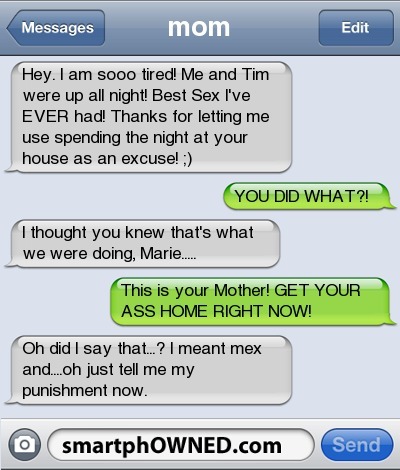 Messages
mom
Edit
Hey. I am sooo tired! Me and Tim
were up all night! Best Sex I've
EVER had! Thanks for letting me
use spending the night at your
house as an excuse! ;)
YOU DID WHAT?!
I thought you knew that's what
we were doing, Marie.....
This is your Mother! GET YOUR
ASS HOME RIGHT NOW!
Oh did I say that...? I meant mex
and....oh just tell me my
punishment now.
smartphOWNED.com
Send